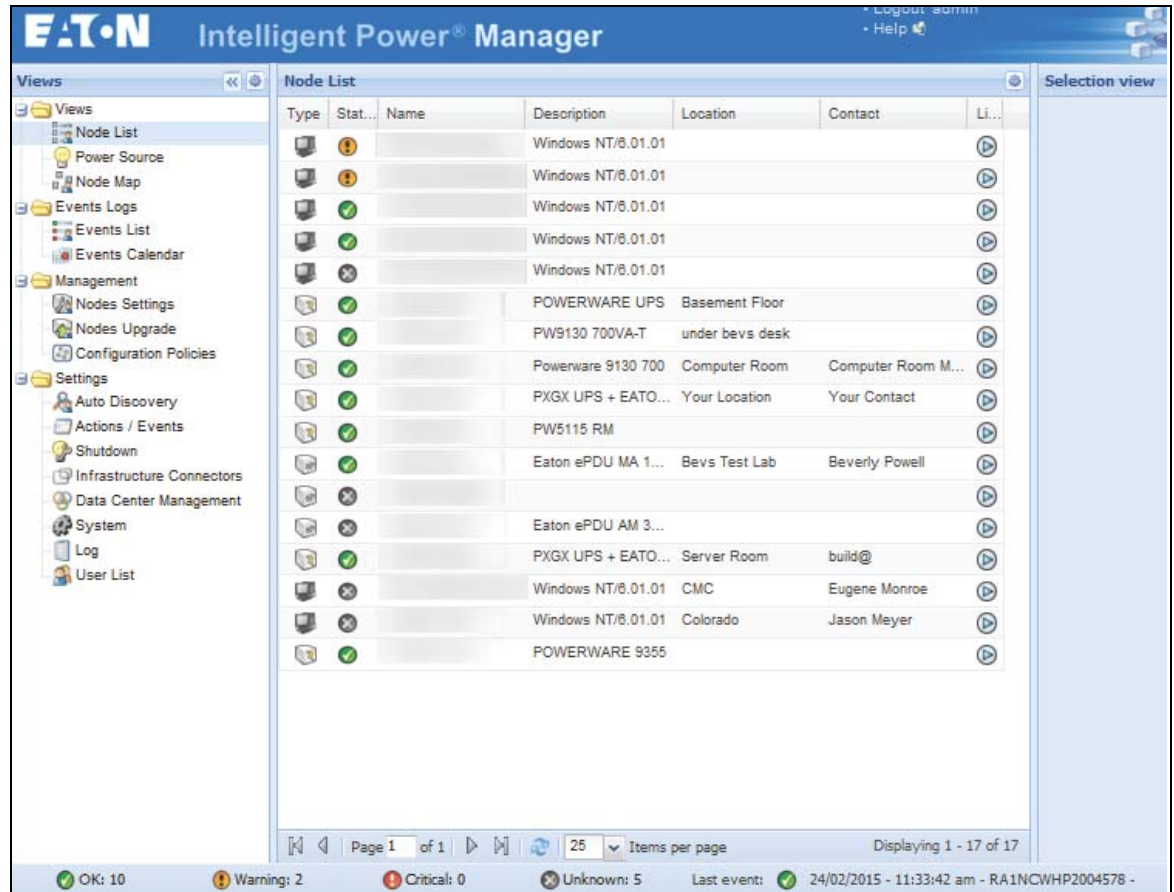 EATON Intelligent Power® Manager
• Logout admin
• Help
Views
Views
Node List
Power Source
Node Map
Events Logs
Events List
Events Calendar
Management
Nodes Settings
Nodes Upgrade
Configuration Policies
Settings
Auto Discovery
Actions / Events
Shutdown
Infrastructure Connectors
Data Center Management
System
Log
User List
Node List
Type Stat... Name Description Location Contact Li...
Windows NT/6.01.01
Windows NT/6.01.01
Windows NT/6.01.01
Windows NT/6.01.01
Windows NT/6.01.01
POWERWARE UPS Basement Floor
PW9130 700VA-T under bevs desk
Powerware 9130 700 Computer Room Computer Room M...
PXGX UPS + EATO... Your Location Your Contact
PW5115 RM
Eaton ePDU MA 1... Bevs Test Lab Beverly Powell
Eaton ePDU AM 3...
PXGX UPS + EATO... Server Room build@
Windows NT/6.01.01 CMC Eugene Monroe
Windows NT/6.01.01 Colorado Jason Meyer
POWERWARE 9355
Page 1 of 1 25 Items per page Displaying 1 - 17 of 17
Selection view
OK: 10 Warning: 2 Critical: 0 Unknown: 5 Last event: 24/02/2015 - 11:33:42 am - RA1NCWHP2004578 -